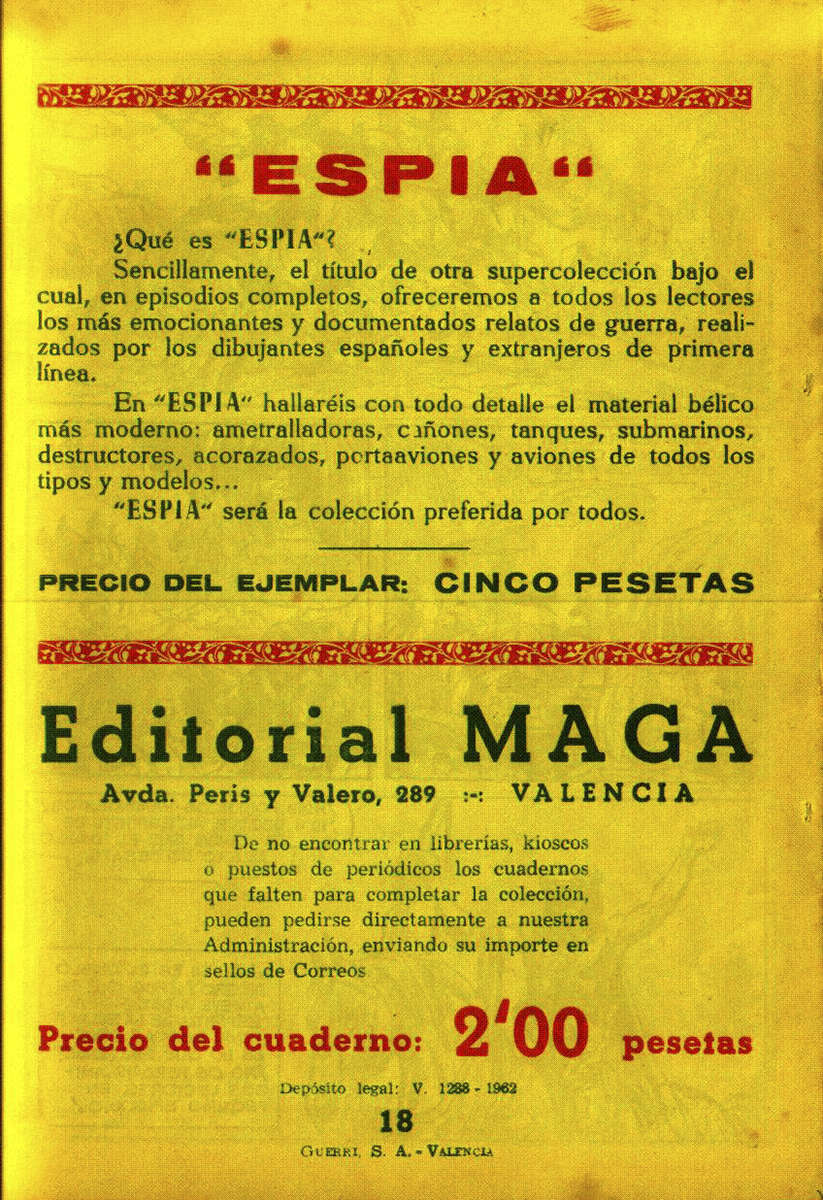 “ESPIA“
¿Qué es “ESPIA“?
Sencillamente, el título de otra supercolección bajo el
cual, en episodios completos, ofreceremos a todos los lectores
los más emocionantes y documentados relatos de guerra, reali-
zados por los dibujantes españoles y extranjeros de primera
línea.
En “ESPIA“ hallaréis con todo detalle el material bélico
más moderno: ametralladoras, cañones, tanques, submarinos,
destructores, acorazados, portaaviones y aviones de todos los
tipos y modelos...
“ESPIA“ será la colección preferida por todos.
PRECIO DEL EJEMPLAR: CINCO PESETAS
Editorial MAGA
Avda. Peris y Valero, 289 :-: VALENCIA
De no encontrar en librerías, kioscos
o puestos de periódicos los cuadernos
que falten para completar la colección,
pueden pedirse directamente a nuestra
Administración, enviando su importe en
sellos de Correos
Precio del cuaderno: 2'00 pesetas
Depósito legal: V. 1288 - 1962
18
GUERRI, S. A. - VALENCIA